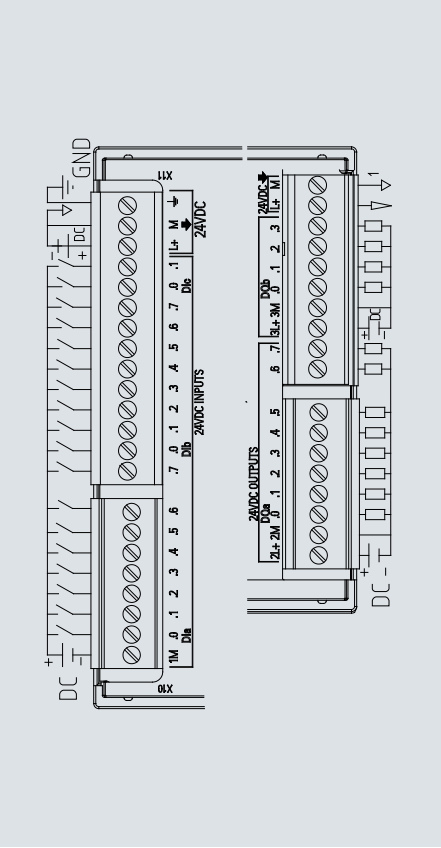 GND
X11
24VDC
M
L+
DC
+
.1
.0
DIc
.7
.6
.5
.4
.3
.2
.1
.0
DIb
.7
24VDC INPUTS
.6
.5
.4
.3
.2
.1
.0
DIa
1M
+
DC
X10
24VDC
M
L+
1
.3
.2
.1
.0
DQb
3L+ 3M
DC
+
-
.7
.6
.5
.4
.3
.2
.1
.0
24VDC OUTPUTS
DQa
2L+ 2M
+
DC -